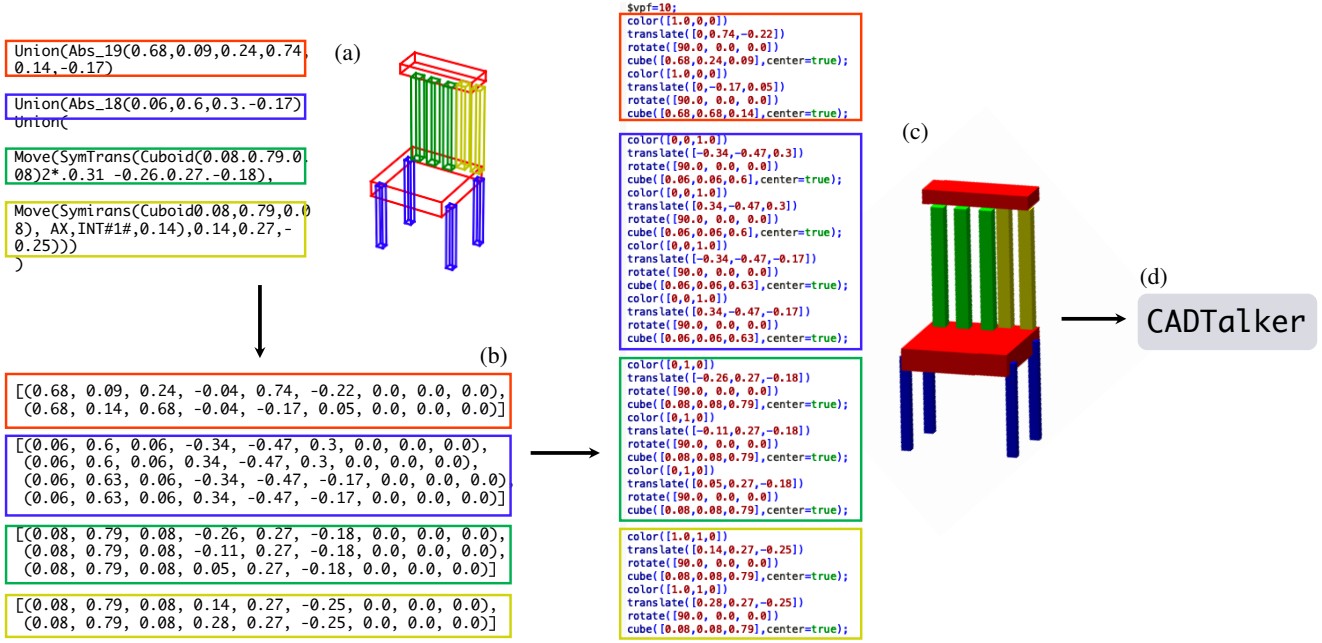 Union(Abs_19(0.68,0.09,0.24,0.74,
0.14,-0.17)
Union(Abs_18(0.06,0.6,0.3.-0.17)
Union(
Move(SymTrans(Cuboid(0.08.0.79.0.
08)2*.0.31 -0.26.0.27.-0.18),
Move(Symirans(Cuboid0.08,0.79,0.0
8), AX,INT#1#,0.14),0.14,0.27,-
0.25)))
)
(a)
(b)
[(0.68, 0.09, 0.24, -0.04, 0.74, -0.22, 0.0, 0.0, 0.0),
(0.68, 0.14, 0.68, -0.04, -0.17, 0.05, 0.0, 0.0, 0.0)]
[(0.06, 0.6, 0.06, -0.34, -0.47, 0.3, 0.0, 0.0, 0.0),
(0.06, 0.6, 0.06, 0.34, -0.47, 0.3, 0.0, 0.0, 0.0),
(0.06, 0.63, 0.06, -0.34, -0.47, -0.17, 0.0, 0.0, 0.0),
(0.06, 0.63, 0.06, 0.34, -0.47, -0.17, 0.0, 0.0, 0.0)]
[(0.08, 0.79, 0.08, -0.26, 0.27, -0.18, 0.0, 0.0, 0.0),
(0.08, 0.79, 0.08, -0.11, 0.27, -0.18, 0.0, 0.0, 0.0),
(0.08, 0.79, 0.08, 0.05, 0.27, -0.18, 0.0, 0.0, 0.0)]
[(0.08, 0.79, 0.08, 0.14, 0.27, -0.25, 0.0, 0.0, 0.0),
(0.08, 0.79, 0.08, 0.28, 0.27, -0.25, 0.0, 0.0, 0.0)]
$vpf=10;
color([1.0,0,0])
translate([0,0.74,-0.22])
rotate([90.0, 0.0, 0.0])
cube([0.68,0.24,0.09],center=true);
color([1.0,0,0])
translate([0,-0.17,0.05])
rotate([90.0, 0.0, 0.0])
cube([0.68,0.68,0.14],center=true);
color([0,0,1.0])
translate([-0.34,-0.47,0.3])
rotate([90.0, 0.0, 0.0])
cube([0.06,0.06,0.6],center=true);
color([0,0,1.0])
translate([0.34,-0.47,0.3])
rotate([90.0, 0.0, 0.0])
cube([0.06,0.06,0.6],center=true);
color([0,0,1.0])
translate([-0.34,-0.47,-0.17])
rotate([90.0, 0.0, 0.0])
cube([0.06,0.06,0.63],center=true);
color([0,0,1.0])
translate([0.34,-0.47,-0.17])
rotate([90.0, 0.0, 0.0])
cube([0.06,0.06,0.63],center=true);
color([0,1,0])
translate([-0.26,0.27,-0.18])
rotate([90.0, 0.0, 0.0])
cube([0.08,0.08,0.79],center=true);
color([0,1,0])
translate([-0.11,0.27,-0.18])
rotate([90.0, 0.0, 0.0])
cube([0.08,0.08,0.79],center=true);
color([0,1,0])
translate([0.05,0.27,-0.18])
rotate([90.0, 0.0, 0.0])
cube([0.08,0.08,0.79],center=true);
color([1.0,1,0])
translate([0.14,0.27,-0.25])
rotate([90.0, 0.0, 0.0])
cube([0.08,0.08,0.79],center=true);
color([1.0,1,0])
translate([0.28,0.27,-0.25])
rotate([90.0, 0.0, 0.0])
cube([0.08,0.08,0.79],center=true);
(c)
(d)
CADTalker